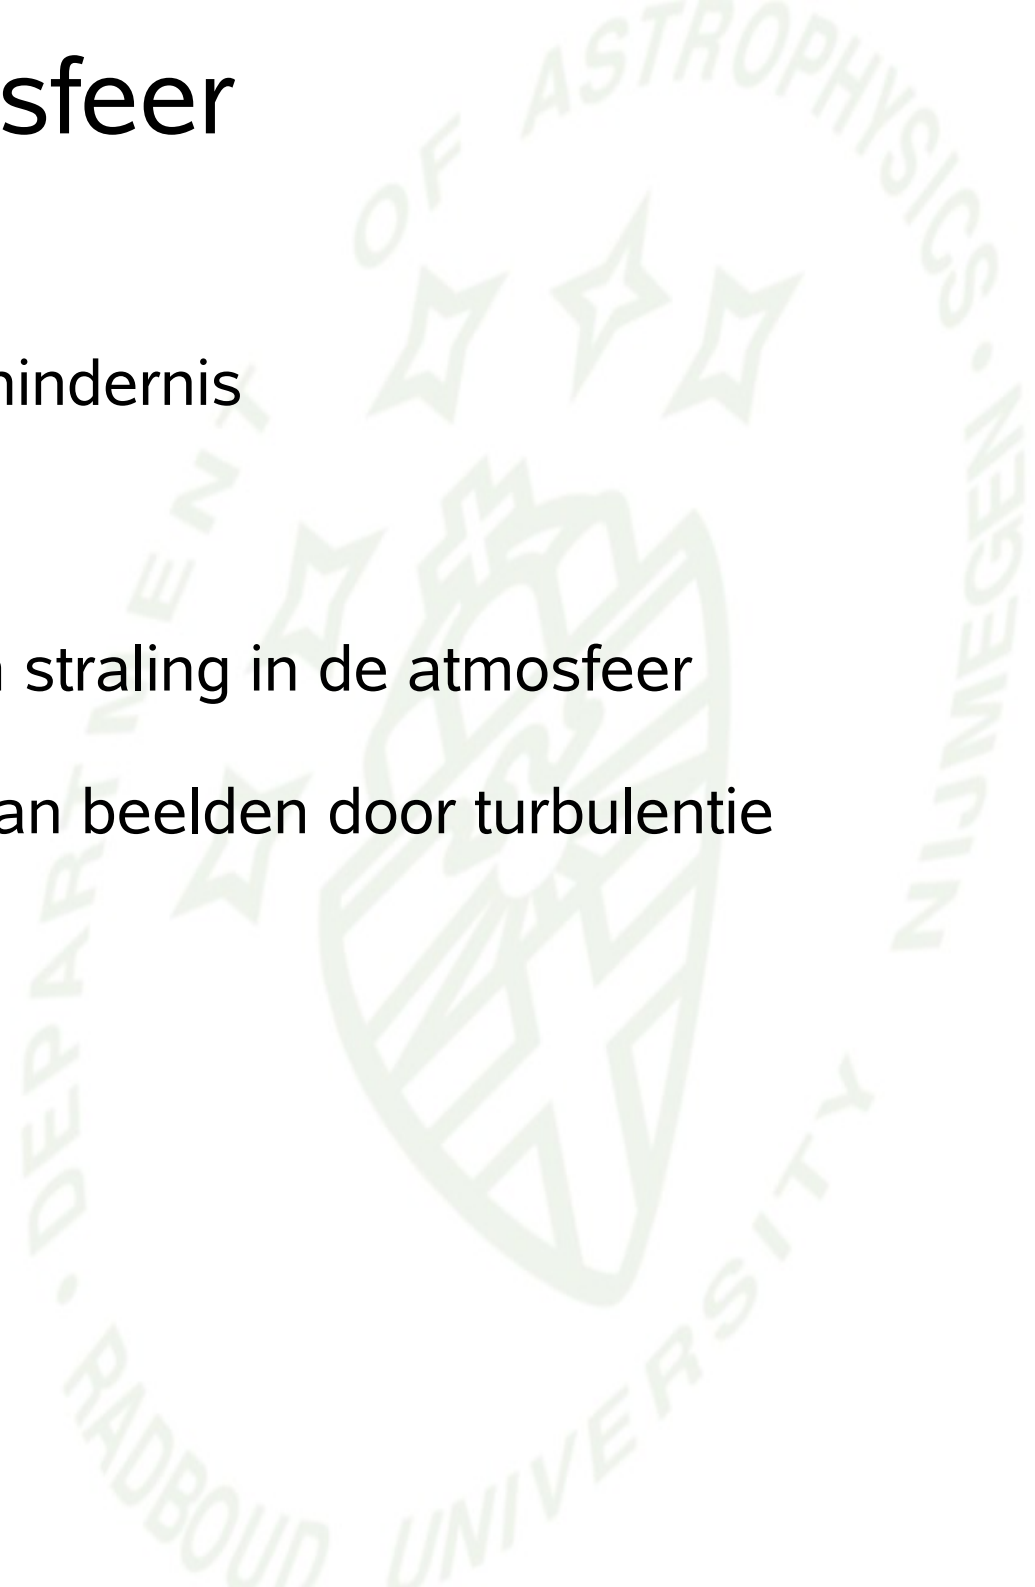 sfeer
hindernis
straling in de atmosfeer
an beelden door turbulentie
DEPARTMENT OF ASTROPHYSICS
RADBOUD UNIVERSITY NIJMEGEN